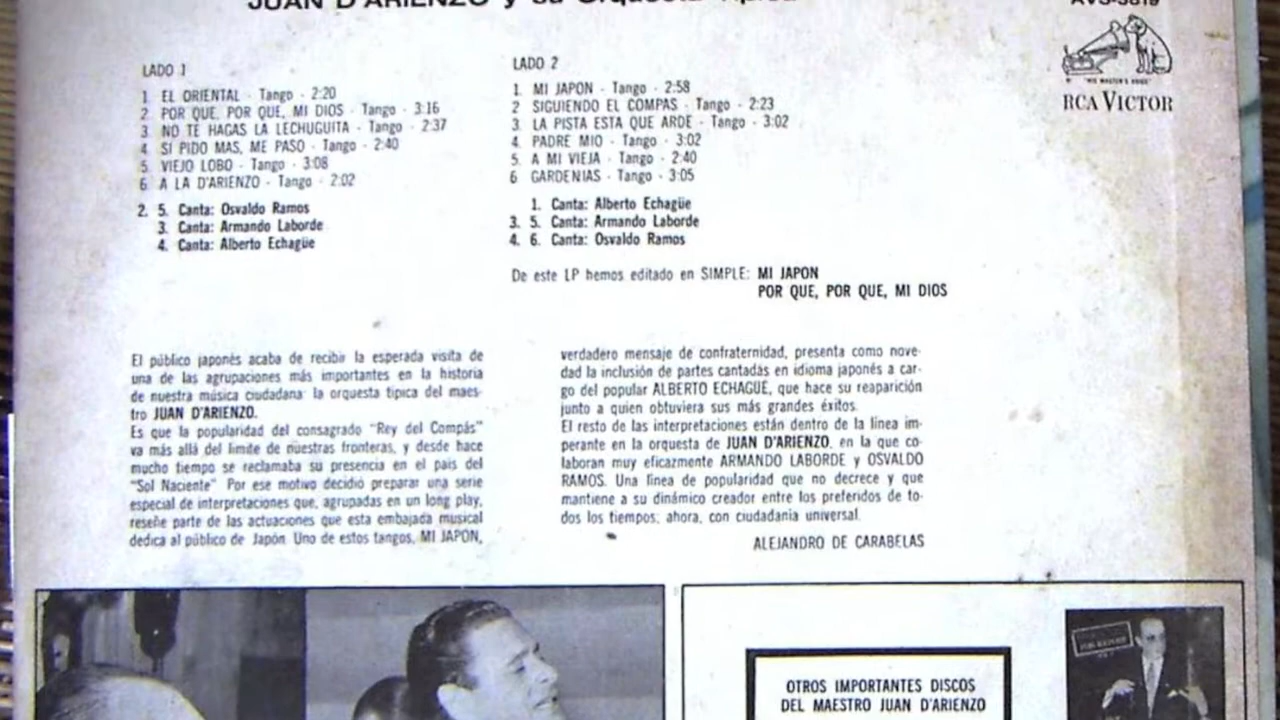 JUAN D'ARIENZO y su Orquesta Típica
AVS-3819
"HIS MASTER'S VOICE"
RCA VICTOR
LADO 1
1 EL ORIENTAL - Tango - 2:20
2 POR QUE, POR QUE, MI DIOS - Tango - 3:16
3. NO TE HAGAS LA LECHUGUITA - Tango - 2:37
4. SI PIDO MAS, ME PASO - Tango - 2:40
5. VIEJO LOBO - Tango - 3:08
6 A LA D'ARIENZO - Tango - 2:02
2. 5. Canta: Osvaldo Ramos
3. Canta: Armando Laborde
4. Canta: Alberto Echagüe
LADO 2
1. MI JAPON - Tango - 2:58
2 SIGUIENDO EL COMPAS - Tango - 2:23
3. LA PISTA ESTA QUE ARDE - Tango - 3:02
4. PADRE MIO - Tango - 3:02
5. A MI VIEJA - Tango - 2:40
6 GARDENIAS - Tango - 3:05
1. Canta: Alberto Echagüe
3. 5. Canta: Armando Laborde
4. 6. Canta: Osvaldo Ramos
De este LP hemos editado en SIMPLE: MI JAPON
POR QUE, POR QUE, MI DIOS
El público japonés acaba de recibir la esperada visita de
una de las agrupaciones más importantes en la historia
de nuestra música ciudadana: la orquesta típica del maes-
tro JUAN D'ARIENZO.
Es que la popularidad del consagrado "Rey del Compás"
va más allá del límite de nuestras fronteras, y desde hace
mucho tiempo se reclamaba su presencia en el país del
"Sol Naciente" Por ese motivo decidió preparar una serie
especial de interpretaciones que, agrupadas en un long play,
reseñe parte de las actuaciones que esta embajada musical
dedica al público de Japón. Uno de estos tangos, MI JAPON,
verdadero mensaje de confraternidad, presenta como nove-
dad la inclusión de partes cantadas en idioma japonés a car-
go del popular ALBERTO ECHAGUE, que hace su reaparición
junto a quien obtuviera sus más grandes éxitos.
El resto de las interpretaciones están dentro de la línea im-
perante en la orquesta de JUAN D'ARIENZO, en la que co-
laboran muy eficazmente ARMANDO LABORDE y OSVALDO
RAMOS. Una línea de popularidad que no decrece y que
mantiene a su dinámico creador entre los preferidos de to-
dos los tiempos; ahora, con ciudadanía universal.
ALEJANDRO DE CARABELAS
OTROS IMPORTANTES DISCOS
DEL MAESTRO JUAN D'ARIENZO